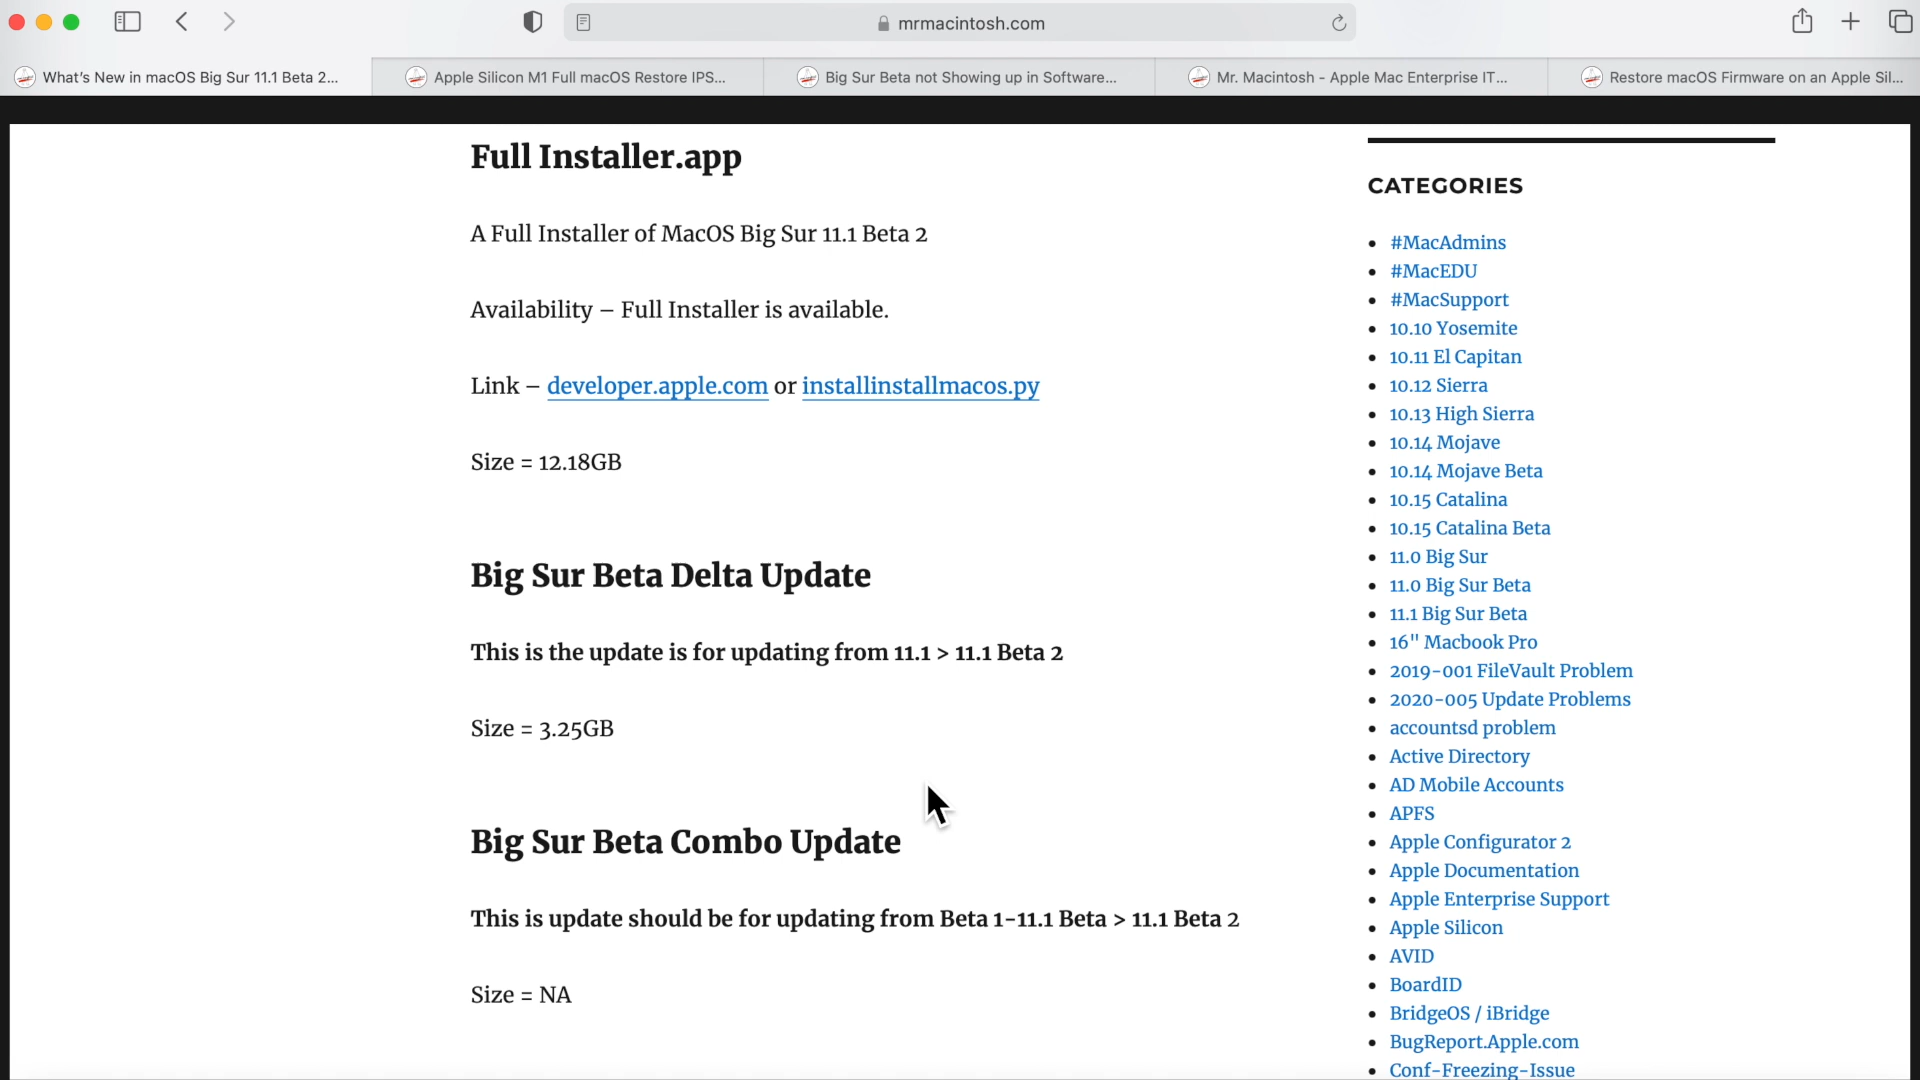 mrmacintosh.com
What's New in macOS Big Sur 11.1 Beta 2...
Apple Silicon M1 Full macOS Restore IPS...
Big Sur Beta not Showing up in Software...
Mr. Macintosh - Apple Mac Enterprise IT...
Restore macOS Firmware on an Apple Sil...
Full Installer.app
A Full Installer of MacOS Big Sur 11.1 Beta 2
Availability – Full Installer is available.
Link – developer.apple.com or installinstallmacos.py
Size = 12.18GB
Big Sur Beta Delta Update
This is the update is for updating from 11.1 > 11.1 Beta 2
Size = 3.25GB
Big Sur Beta Combo Update
This is update should be for updating from Beta 1-11.1 Beta > 11.1 Beta 2
Size = NA
CATEGORIES
#MacAdmins
#MacEDU
#MacSupport
10.10 Yosemite
10.11 El Capitan
10.12 Sierra
10.13 High Sierra
10.14 Mojave
10.14 Mojave Beta
10.15 Catalina
10.15 Catalina Beta
11.0 Big Sur
11.0 Big Sur Beta
11.1 Big Sur Beta
16" Macbook Pro
2019-001 FileVault Problem
2020-005 Update Problems
accountsd problem
Active Directory
AD Mobile Accounts
APFS
Apple Configurator 2
Apple Documentation
Apple Enterprise Support
Apple Silicon
AVID
BoardID
BridgeOS / iBridge
BugReport.Apple.com
Conf-Freezing-Issue